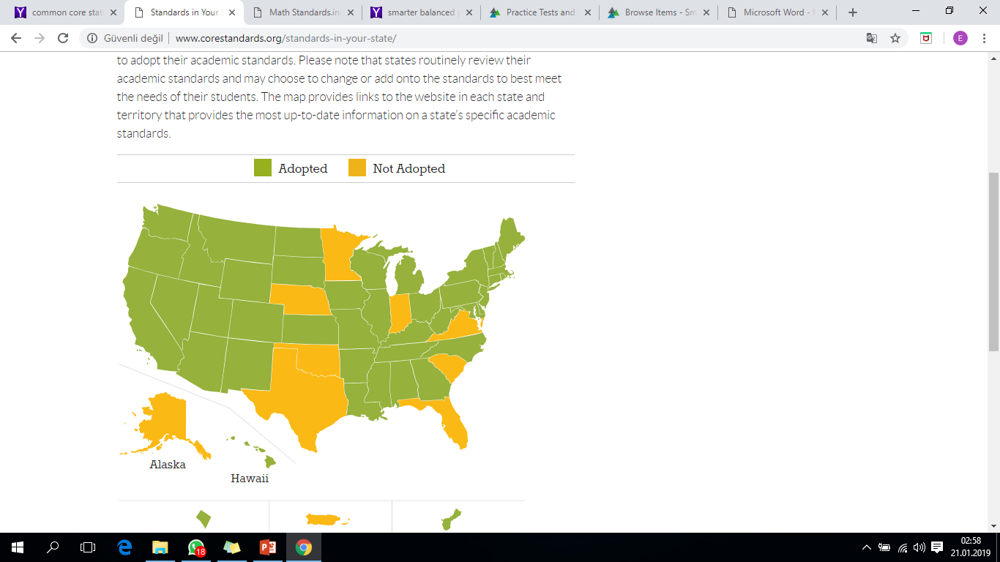 common core stat
Standards in Your
Math Standards.in
smarter balanced
Practice Tests and
Browse Items - Sm
Microsoft Word -
Güvenli değil
www.corestandards.org/standards-in-your-state/
E
to adopt their academic standards. Please note that states routinely review their
academic standards and may choose to change or add onto the standards to best meet
the needs of their students. The map provides links to the website in each state and
territory that provides the most up-to-date information on a state’s specific academic
standards.
Adopted
Not Adopted
Alaska
Hawaii
18
02:58
21.01.2019